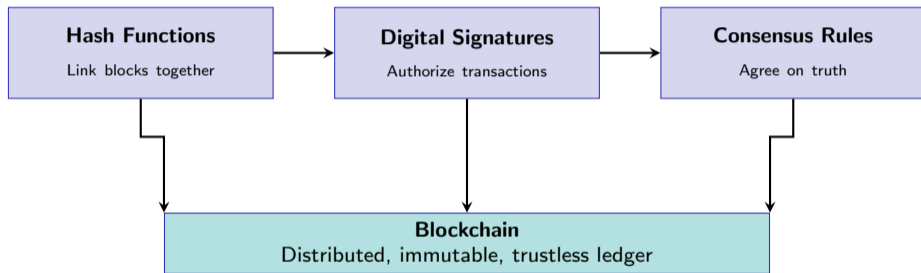 Hash Functions
Link blocks together
Digital Signatures
Authorize transactions
Consensus Rules
Agree on truth
Blockchain
Distributed, immutable, trustless ledger